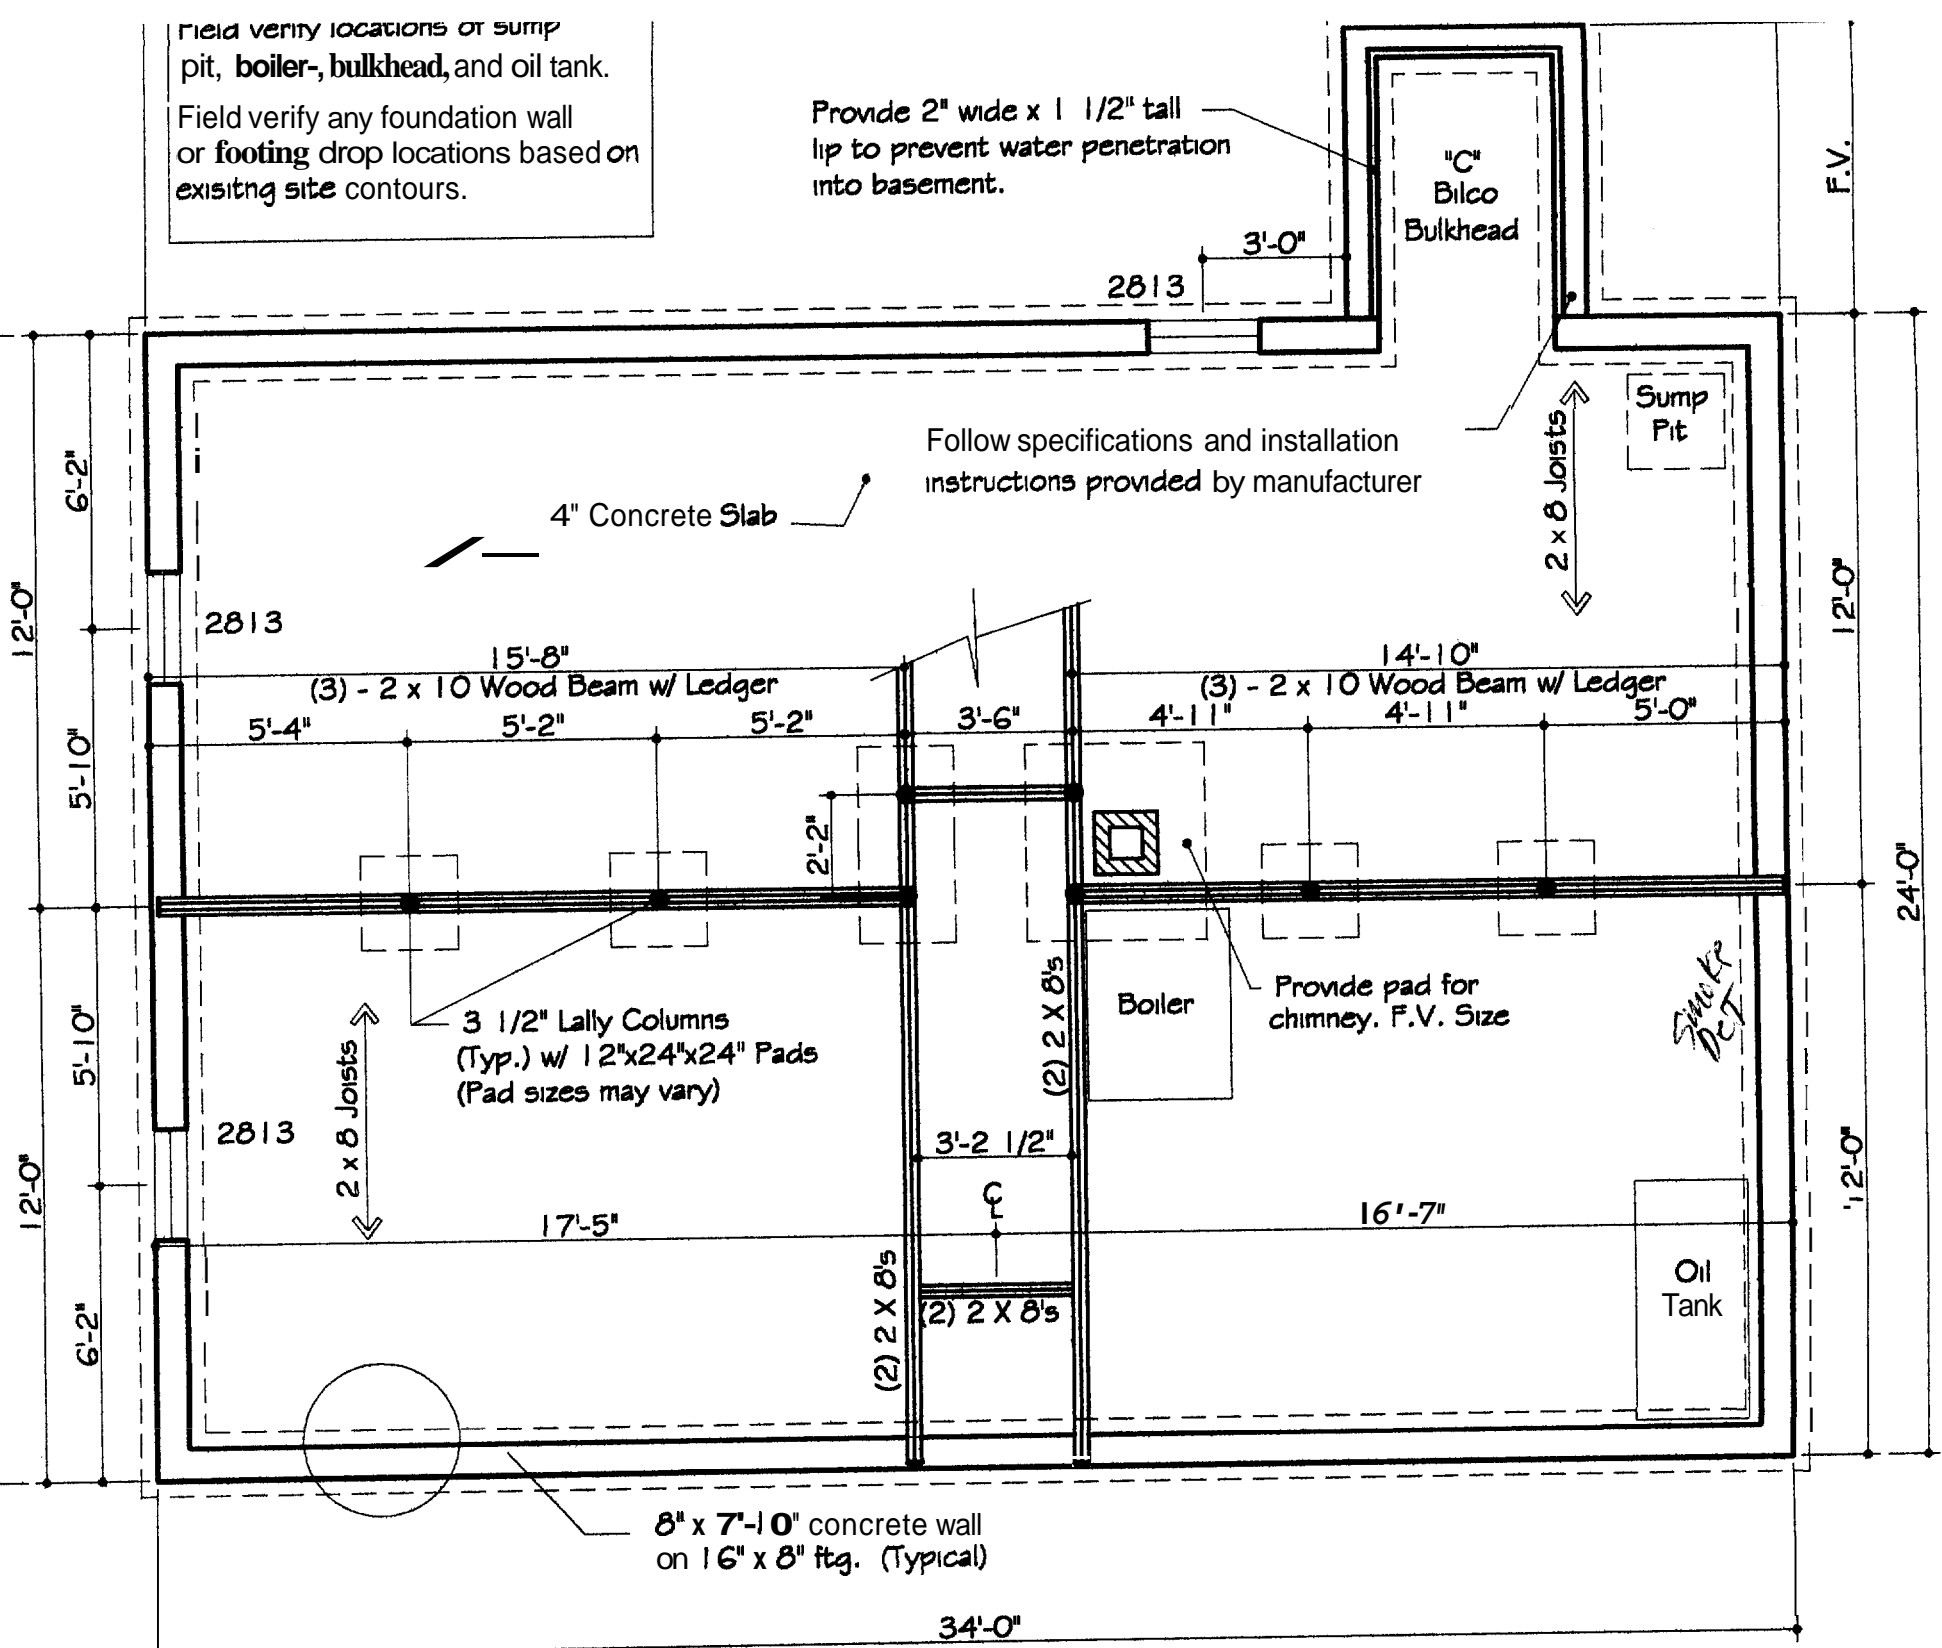 Field verify locations of sump
pit, boiler-, bulkhead, and oil tank.
Field verify any foundation wall
or footing drop locations based on
exisitng site contours.
Provide 2" wide x 1 1/2" tall
lip to prevent water penetration
into basement.
"C"
Bilco
Bulkhead
F.V.
3'-0"
2813
Sump
Pit
2 x 8 Joists
Follow specifications and installation
instructions provided by manufacturer
4" Concrete Slab
6'-2"
12'-0"
2813
12'-0"
15'-8"
(3) - 2 x 10 Wood Beam w/ Ledger
14'-10"
(3) - 2 x 10 Wood Beam w/ Ledger
5'-4"
5'-2"
5'-2"
3'-6"
4'-11"
4'-11"
5'-0"
5'-10"
2'-2"
24'-0"
Smoke
Det
5'-10"
3 1/2" Lally Columns
(Typ.) w/ 12"x24"x24" Pads
(Pad sizes may vary)
(2) 2 X 8's
Boiler
Provide pad for
chimney. F.V. Size
2813
2 x 8 Joists
3'-2 1/2"
12'-0"
12'-0"
17'-5"
CL
16'-7"
6'-2"
(2) 2 X 8's
(2) 2 X 8's
Oil
Tank
8" x 7'-10" concrete wall
on 16" x 8" ftg. (Typical)
34'-0"